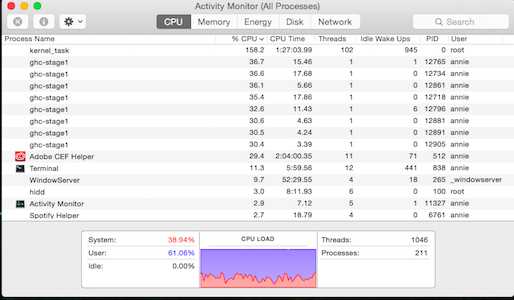 Activity Monitor (All Processes)
CPU Memory Energy Disk Network Search
Process Name % CPU CPU Time Threads Idle Wake Ups PID User
kernel_task 158.2 1:27:03.99 102 945 0 root
ghc-stage1 36.7 15.46 1 1 12765 annie
ghc-stage1 36.6 17.68 1 0 12734 annie
ghc-stage1 36.1 5.66 1 0 12861 annie
ghc-stage1 35.4 17.86 1 0 12718 annie
ghc-stage1 32.6 11.43 1 6 12796 annie
ghc-stage1 30.6 4.63 1 0 12881 annie
ghc-stage1 30.5 4.24 1 0 12891 annie
ghc-stage1 30.4 3.39 1 0 12905 annie
Adobe CEF Helper 29.4 2:04:00.35 11 71 512 annie
Terminal 11.3 5:59.56 12 441 838 annie
WindowServer 9.7 52:29.55 4 18 265 _windowserver
hidd 3.0 8:11.93 6 0 100 root
Activity Monitor 2.9 7.12 5 1 11327 annie
Spotify Helper 2.7 18.79 4 0 6761 annie
System: 38.94% CPU LOAD Threads: 1046
User: 61.06% Processes: 211
Idle: 0.00%